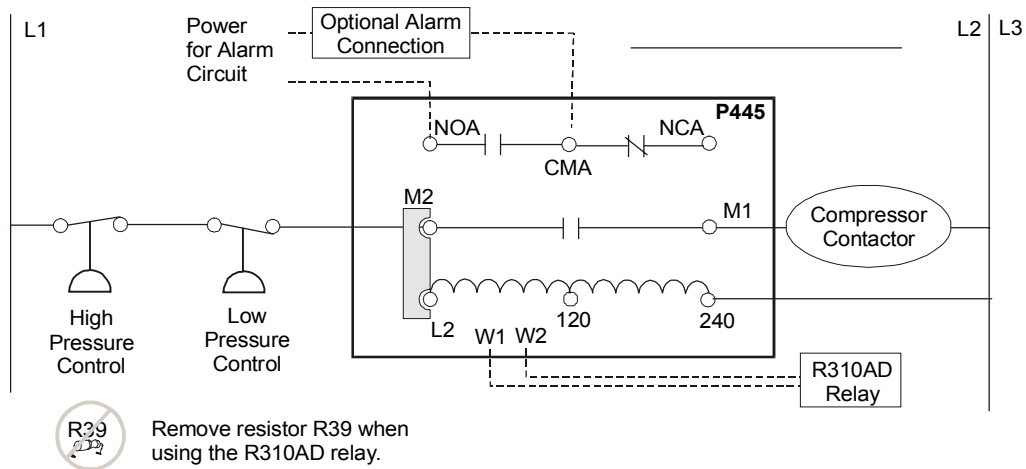 L1
Power
for Alarm
Circuit
Optional Alarm
Connection
L2
L3
P445
NOA
NCA
CMA
M2
M1
Compressor
Contactor
High
Pressure
Control
Low
Pressure
Control
L2
120
240
W1
W2
R310AD
Relay
R39
Remove resistor R39 when
using the R310AD relay.